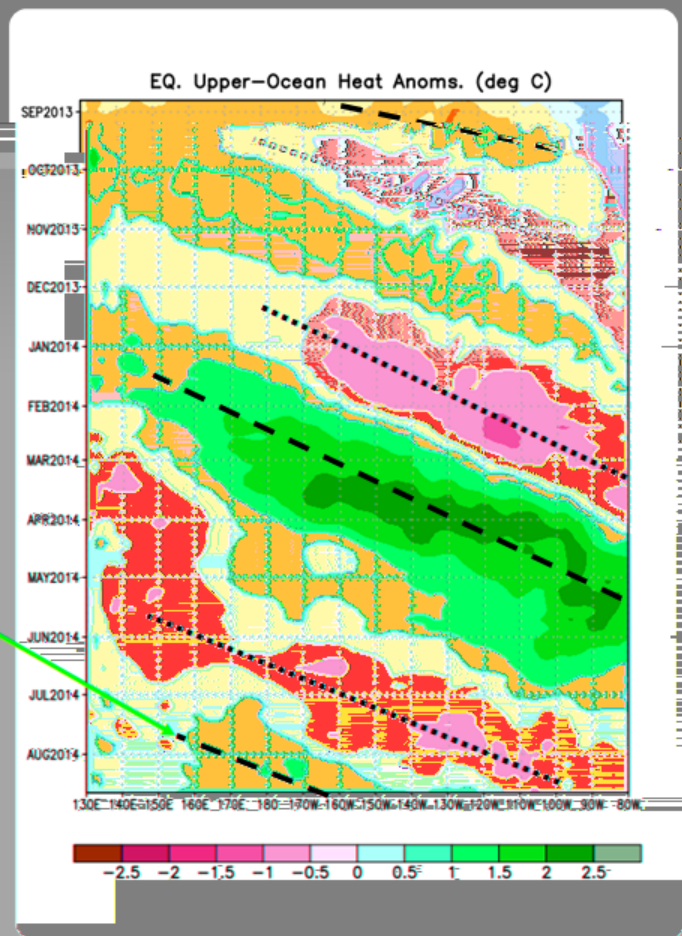 EQ. Upper-Ocean Heat Anoms. (deg C)
SEP2013
OCT2013
NOV2013
DEC2013
JAN2014
FEB2014
MAR2014
APR2014
MAY2014
JUN2014
JUL2014
AUG2014
130E 140E 150E 160E 170E 180 170W 160W 150W 140W 130W 120W 110W 100W 90W 80W
-2.5 -2 -1.5 -1 -0.5 0 0.5 1 1.5 2 2.5